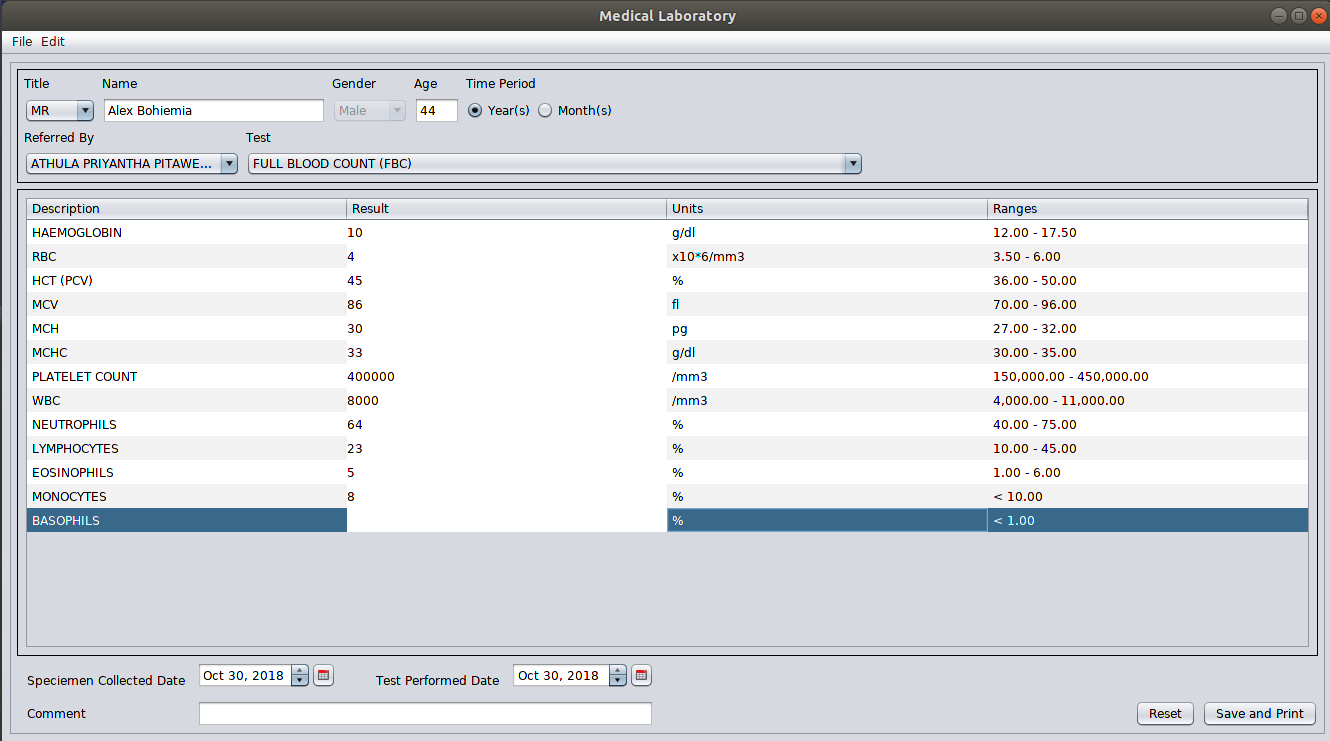 Medical Laboratory
File Edit
Title Name Gender Age Time Period
MR Alex Bohiemia Male 44 Year(s) Month(s)
Referred By Test
ATHULA PRIYANTHA PITAWE... FULL BLOOD COUNT (FBC)
Description Result Units Ranges
HAEMOGLOBIN 10 g/dl 12.00 - 17.50
RBC 4 x10*6/mm3 3.50 - 6.00
HCT (PCV) 45 % 36.00 - 50.00
MCV 86 fl 70.00 - 96.00
MCH 30 pg 27.00 - 32.00
MCHC 33 g/dl 30.00 - 35.00
PLATELET COUNT 400000 /mm3 150,000.00 - 450,000.00
WBC 8000 /mm3 4,000.00 - 11,000.00
NEUTROPHILS 64 % 40.00 - 75.00
LYMPHOCYTES 23 % 10.00 - 45.00
EOSINOPHILS 5 % 1.00 - 6.00
MONOCYTES 8 % < 10.00
BASOPHILS % < 1.00
Speciemen Collected Date Oct 30, 2018 Test Performed Date Oct 30, 2018
Comment Reset Save and Print